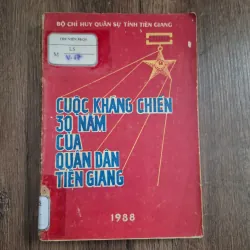 BỘ CHỈ HUY QUÂN SỰ TỈNH TIỀN GIANG
CUỘC KHÁNG CHIẾN
30 NĂM
CỦA
QUÂN DÂN
TIỀN GIANG
1988